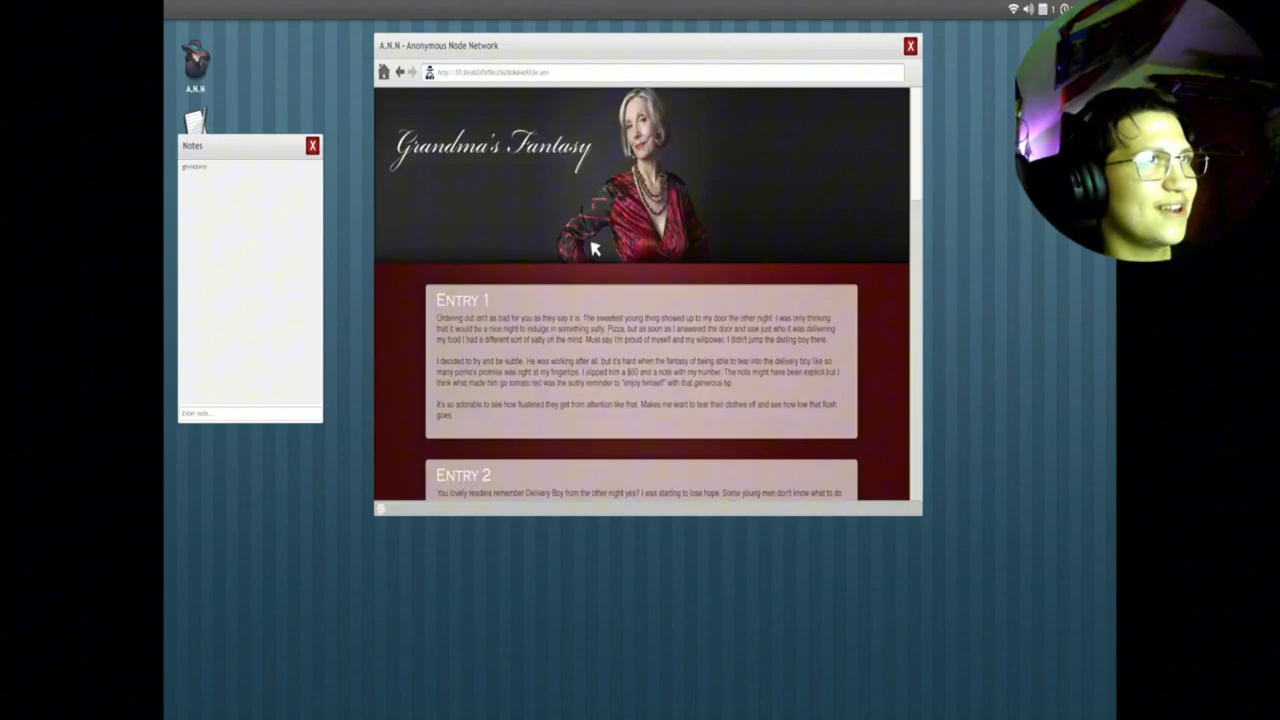 1
A.N.N - Anonymous Node Network
A.N.N
Notes
Enter note...
Grandma's Fantasy
ENTRY 1
Ordering out isn't as bad for you as they say it is. The sweetest young thing showed up to my door the other night. I was only thinking
that it would be a nice night to indulge in something salty. Pizza, but as soon as I answered the door and saw just who it was delivering
my food I had a different sort of salty on the mind. Must say I'm proud of myself and my willpower, I didn't jump the darling boy there.
I decided to try and be subtle. He was working after all, but it's hard when the fantasy of being able to tear into the delivery boy like so
many porno's promise was right at my fingertips. I slipped him a $60 and a note with my number. The note might have been explicit but I
think what made him go tomato red was the sultry reminder to "enjoy himself" with that generous tip.
It's so adorable to see how flustered they get from attention like that. Makes me want to tear their clothes off and see how low that flush
goes.
ENTRY 2
You lovely readers remember Delivery Boy from the other night yes? I was starting to lose hope. Some young men don't know what to do